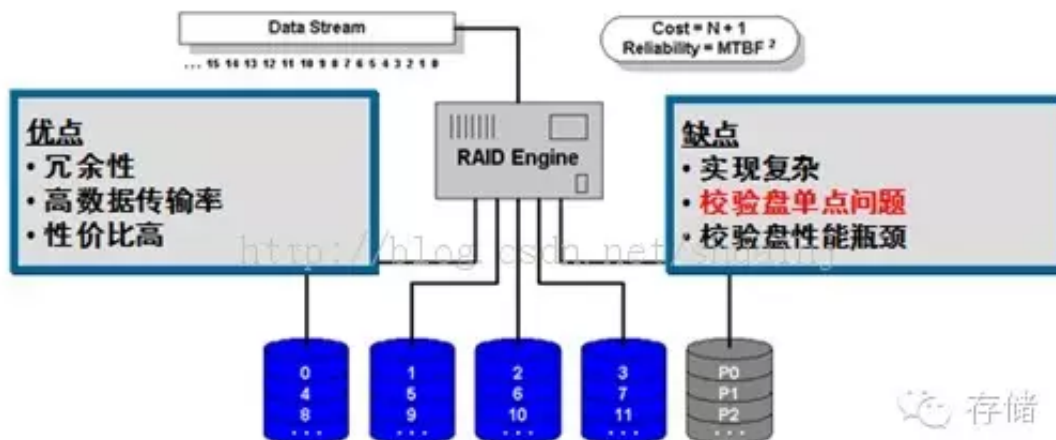 Data Stream
... 15 14 13 12 11 10 9 8 7 6 5 4 3 2 1 0
Cost = N + 1
Reliability = MTBF ²
优点
• 冗余性
• 高数据传输率
• 性价比高
RAID Engine
缺点
• 实现复杂
• 校验盘单点问题
• 校验盘性能瓶颈
0
4
8
...
1
5
9
...
2
6
10
...
3
7
11
...
P0
P1
P2
...
存储